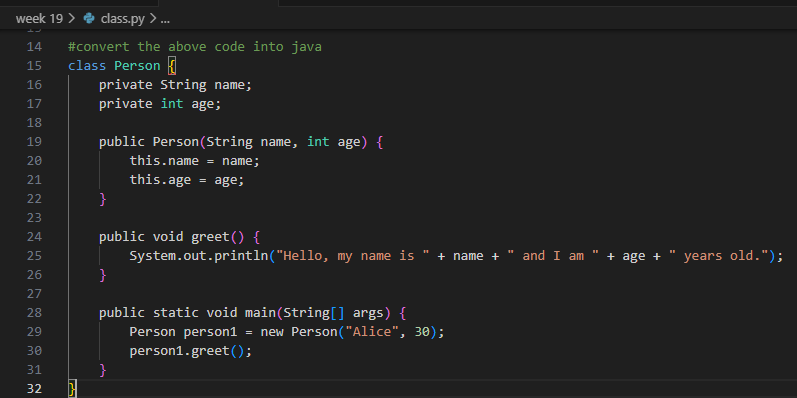 week 19 > class.py > ...
14 #convert the above code into java
15 class Person {
16     private String name;
17     private int age;
18
19     public Person(String name, int age) {
20         this.name = name;
21         this.age = age;
22     }
23
24     public void greet() {
25         System.out.println("Hello, my name is " + name + " and I am " + age + " years old.");
26     }
27
28     public static void main(String[] args) {
29         Person person1 = new Person("Alice", 30);
30         person1.greet();
31     }
32 }